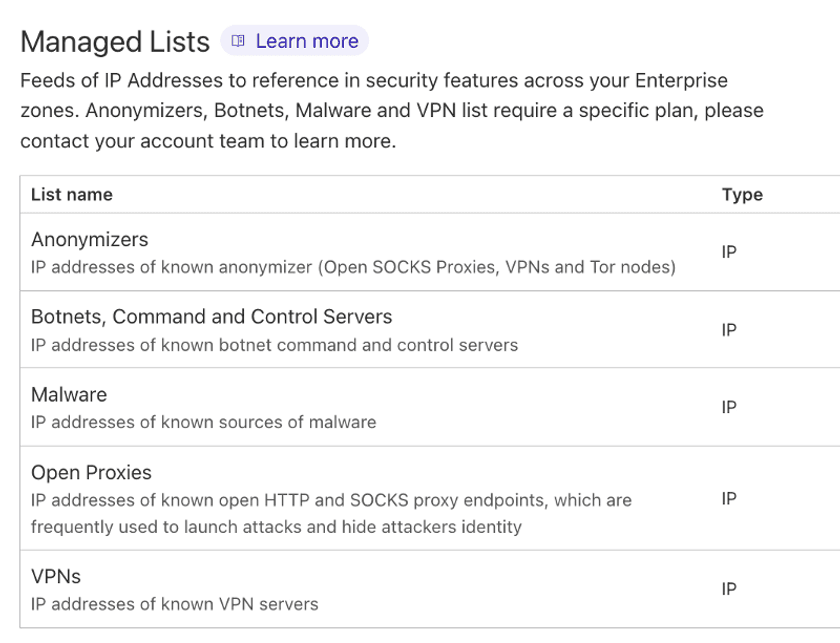 Managed Lists Learn more
Feeds of IP Addresses to reference in security features across your Enterprise
zones. Anonymizers, Botnets, Malware and VPN list require a specific plan, please
contact your account team to learn more.
List name Type
Anonymizers
IP addresses of known anonymizer (Open SOCKS Proxies, VPNs and Tor nodes) IP
Botnets, Command and Control Servers
IP addresses of known botnet command and control servers IP
Malware
IP addresses of known sources of malware IP
Open Proxies
IP addresses of known open HTTP and SOCKS proxy endpoints, which are
frequently used to launch attacks and hide attackers identity IP
VPNs
IP addresses of known VPN servers IP